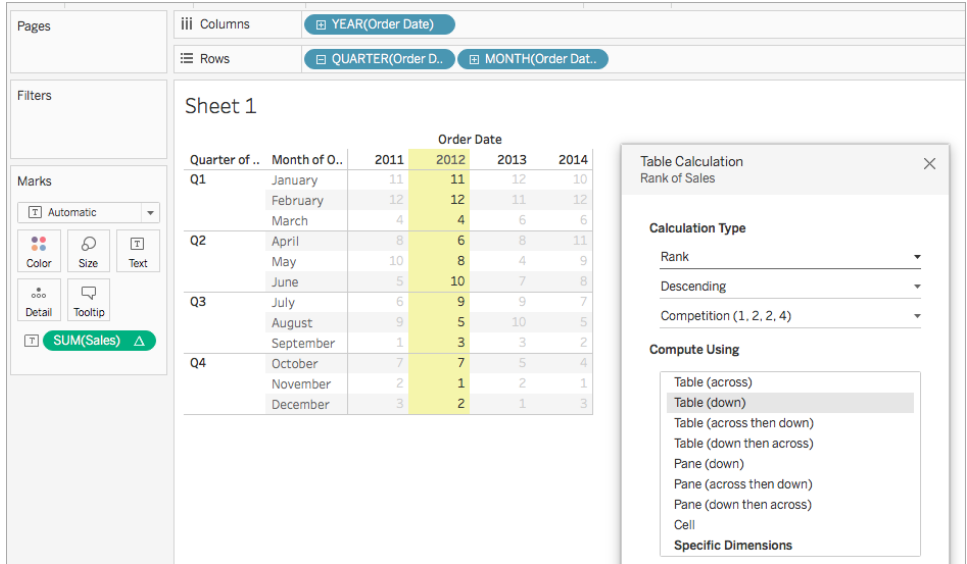 Pages
iii Columns
YEAR(Order Date)
Rows
QUARTER(Order D..
MONTH(Order Dat..
Filters
Marks
T Automatic
Color
Size
T
Text
Detail
Tooltip
T SUM(Sales) Δ
Sheet 1
Order Date
Quarter of .. Month of O.. 2011 2012 2013 2014
Q1 January 11 11 12 10
February 12 12 11 12
March 4 4 6 6
Q2 April 8 6 8 11
May 10 8 4 9
June 5 10 7 8
Q3 July 6 9 9 7
August 9 5 10 5
September 1 3 3 2
Q4 October 7 7 5 4
November 2 1 2 1
December 3 2 1 3
Table Calculation
Rank of Sales
Calculation Type
Rank
Descending
Competition (1, 2, 2, 4)
Compute Using
Table (across)
Table (down)
Table (across then down)
Table (down then across)
Pane (down)
Pane (across then down)
Pane (down then across)
Cell
Specific Dimensions